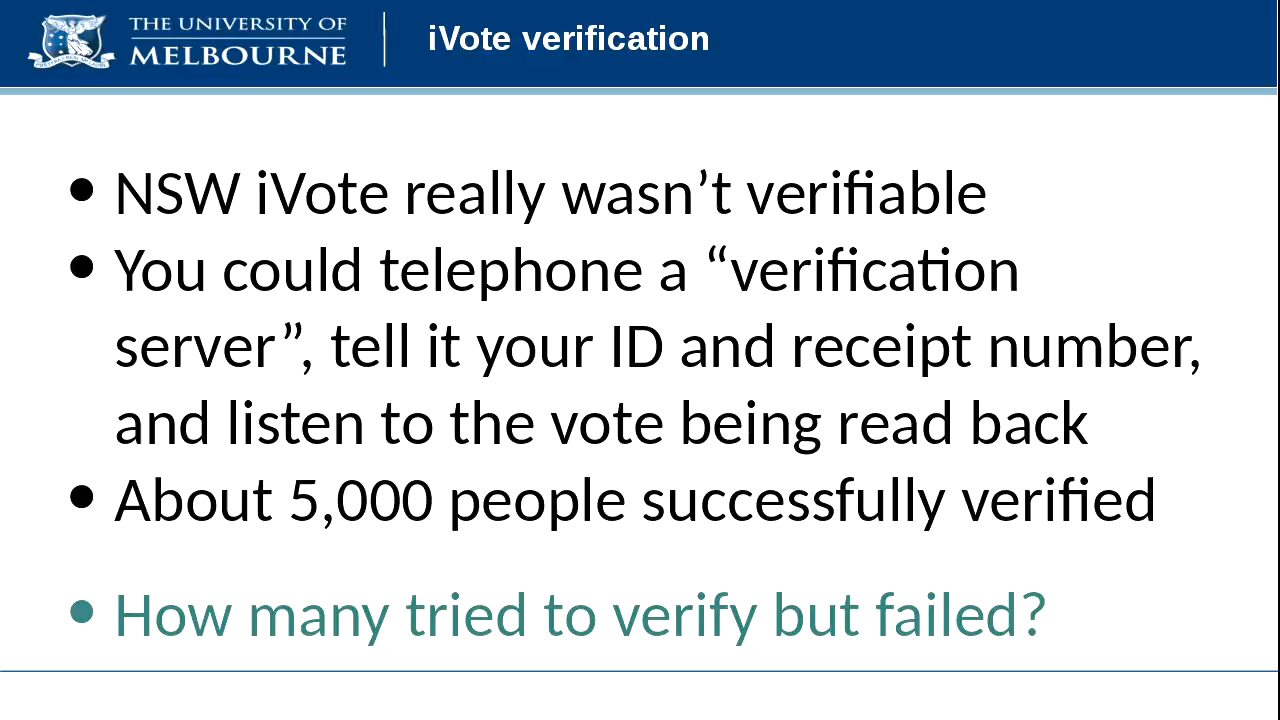 THE UNIVERSITY OF
MELBOURNE
iVote verification
• NSW iVote really wasn’t verifiable
• You could telephone a “verification
server”, tell it your ID and receipt number,
and listen to the vote being read back
• About 5,000 people successfully verified
• How many tried to verify but failed?